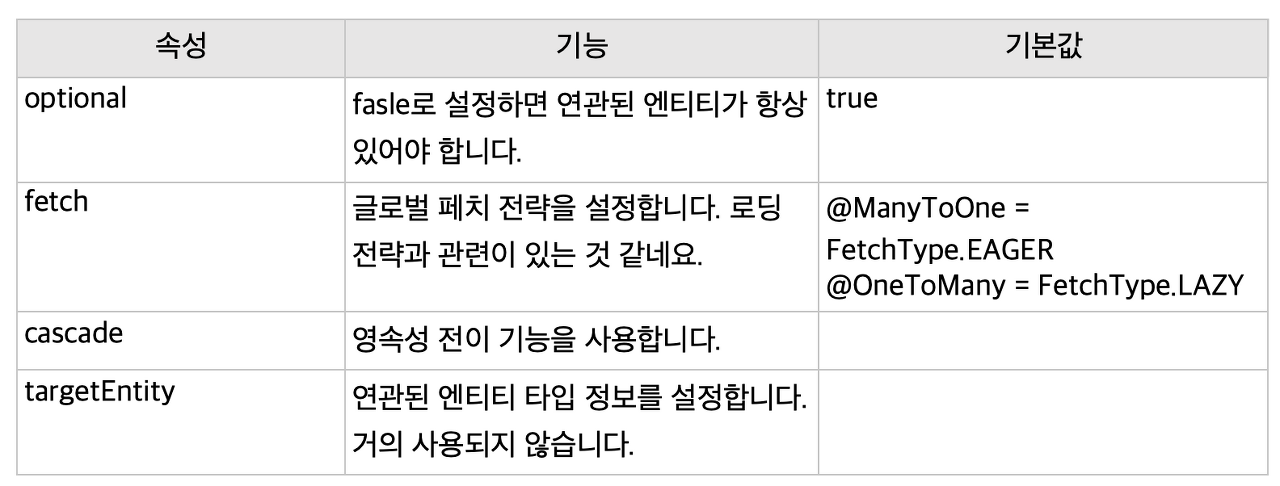 속성 기능 기본값
optional
fasle로 설정하면 연관된 엔티티가 항상
있어야 합니다.
true
fetch
글로벌 페치 전략을 설정합니다. 로딩
전략과 관련이 있는 것 같네요.
@ManyToOne =
FetchType.EAGER
@OneToMany = FetchType.LAZY
cascade
영속성 전이 기능을 사용합니다.
targetEntity
연관된 엔티티 타입 정보를 설정합니다.
거의 사용되지 않습니다.